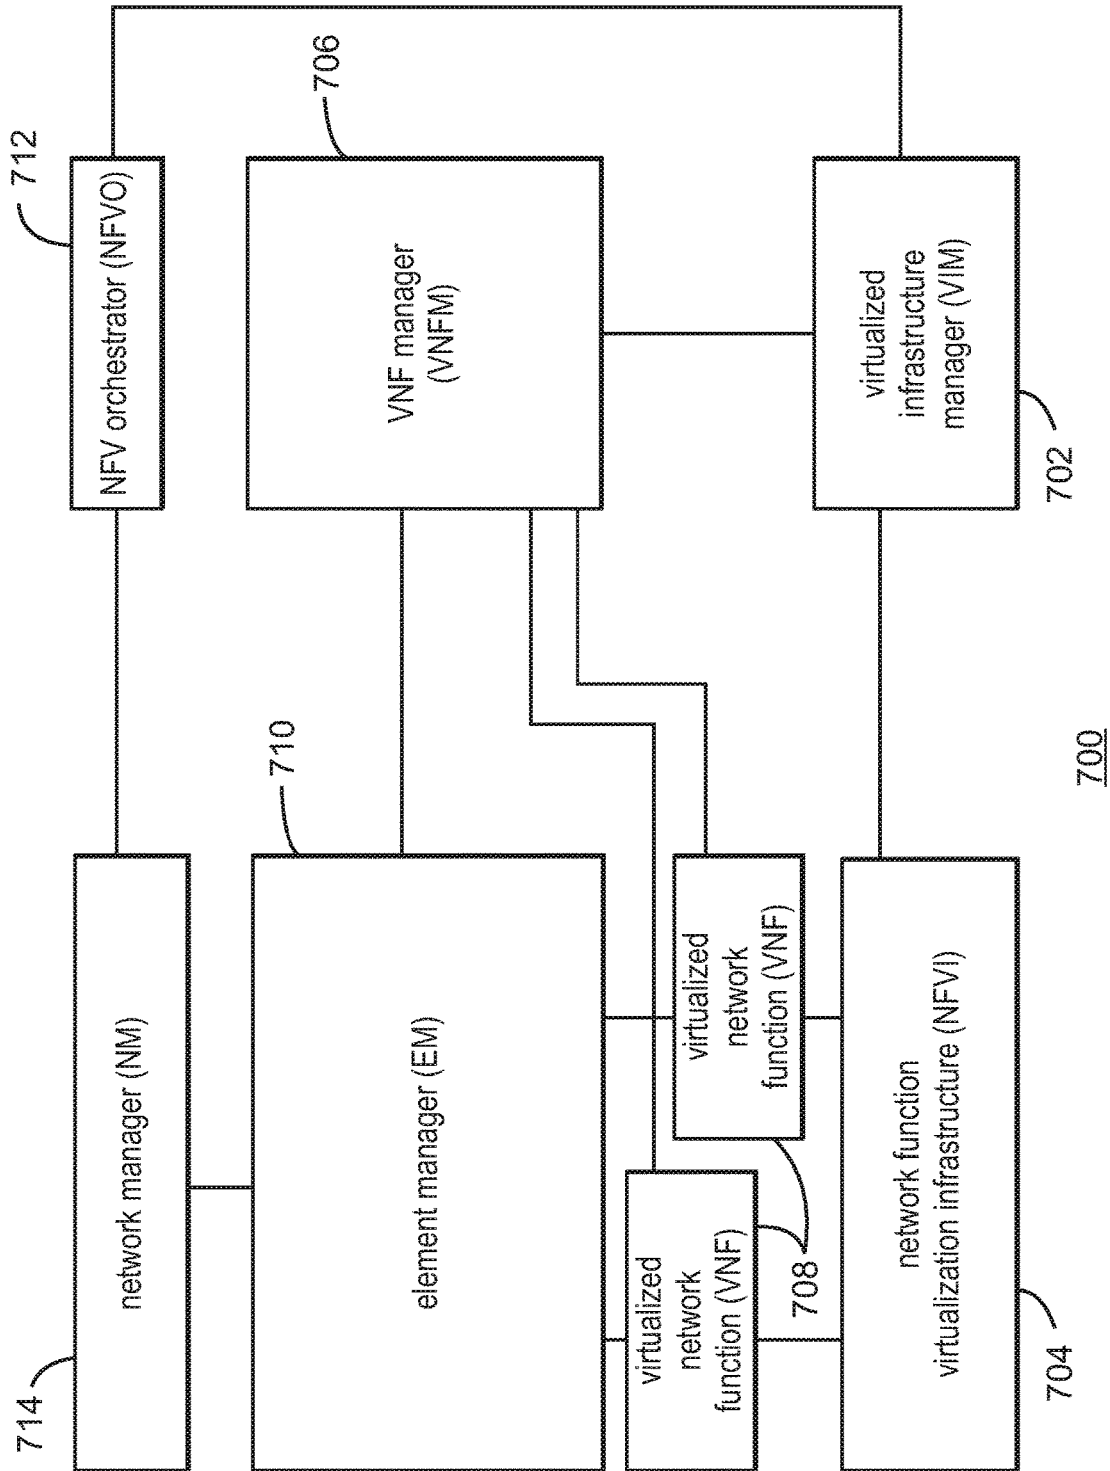 714
network manager (NM)
NFV orchestrator (NFVO)
712
element manager (EM)
710
VNF manager
(VNFM)
706
virtualized
network
function (VNF)
virtualized
network
function (VNF)
708
network function
virtualization infrastructure (NFVI)
704
virtualized
infrastructure
manager (VIM)
702
700